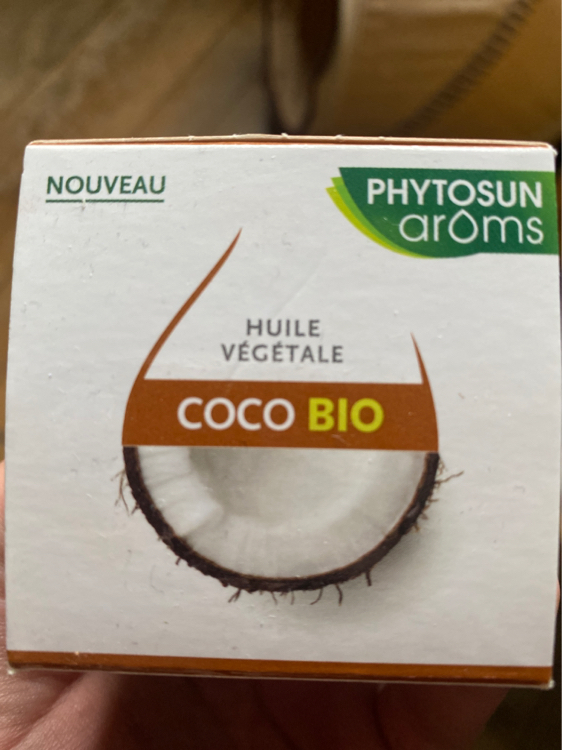 NOUVEAU
PHYTOSUN
arôms
HUILE
VÉGÉTALE
COCO BIO